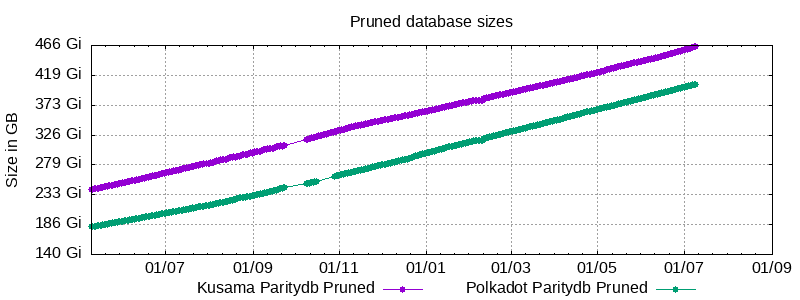 Pruned database sizes
Size in GB
466 Gi
419 Gi
373 Gi
326 Gi
279 Gi
233 Gi
186 Gi
140 Gi
01/07 01/09 01/11 01/01 01/03 01/05 01/07 01/09
Kusama Paritydb Pruned Polkadot Paritydb Pruned